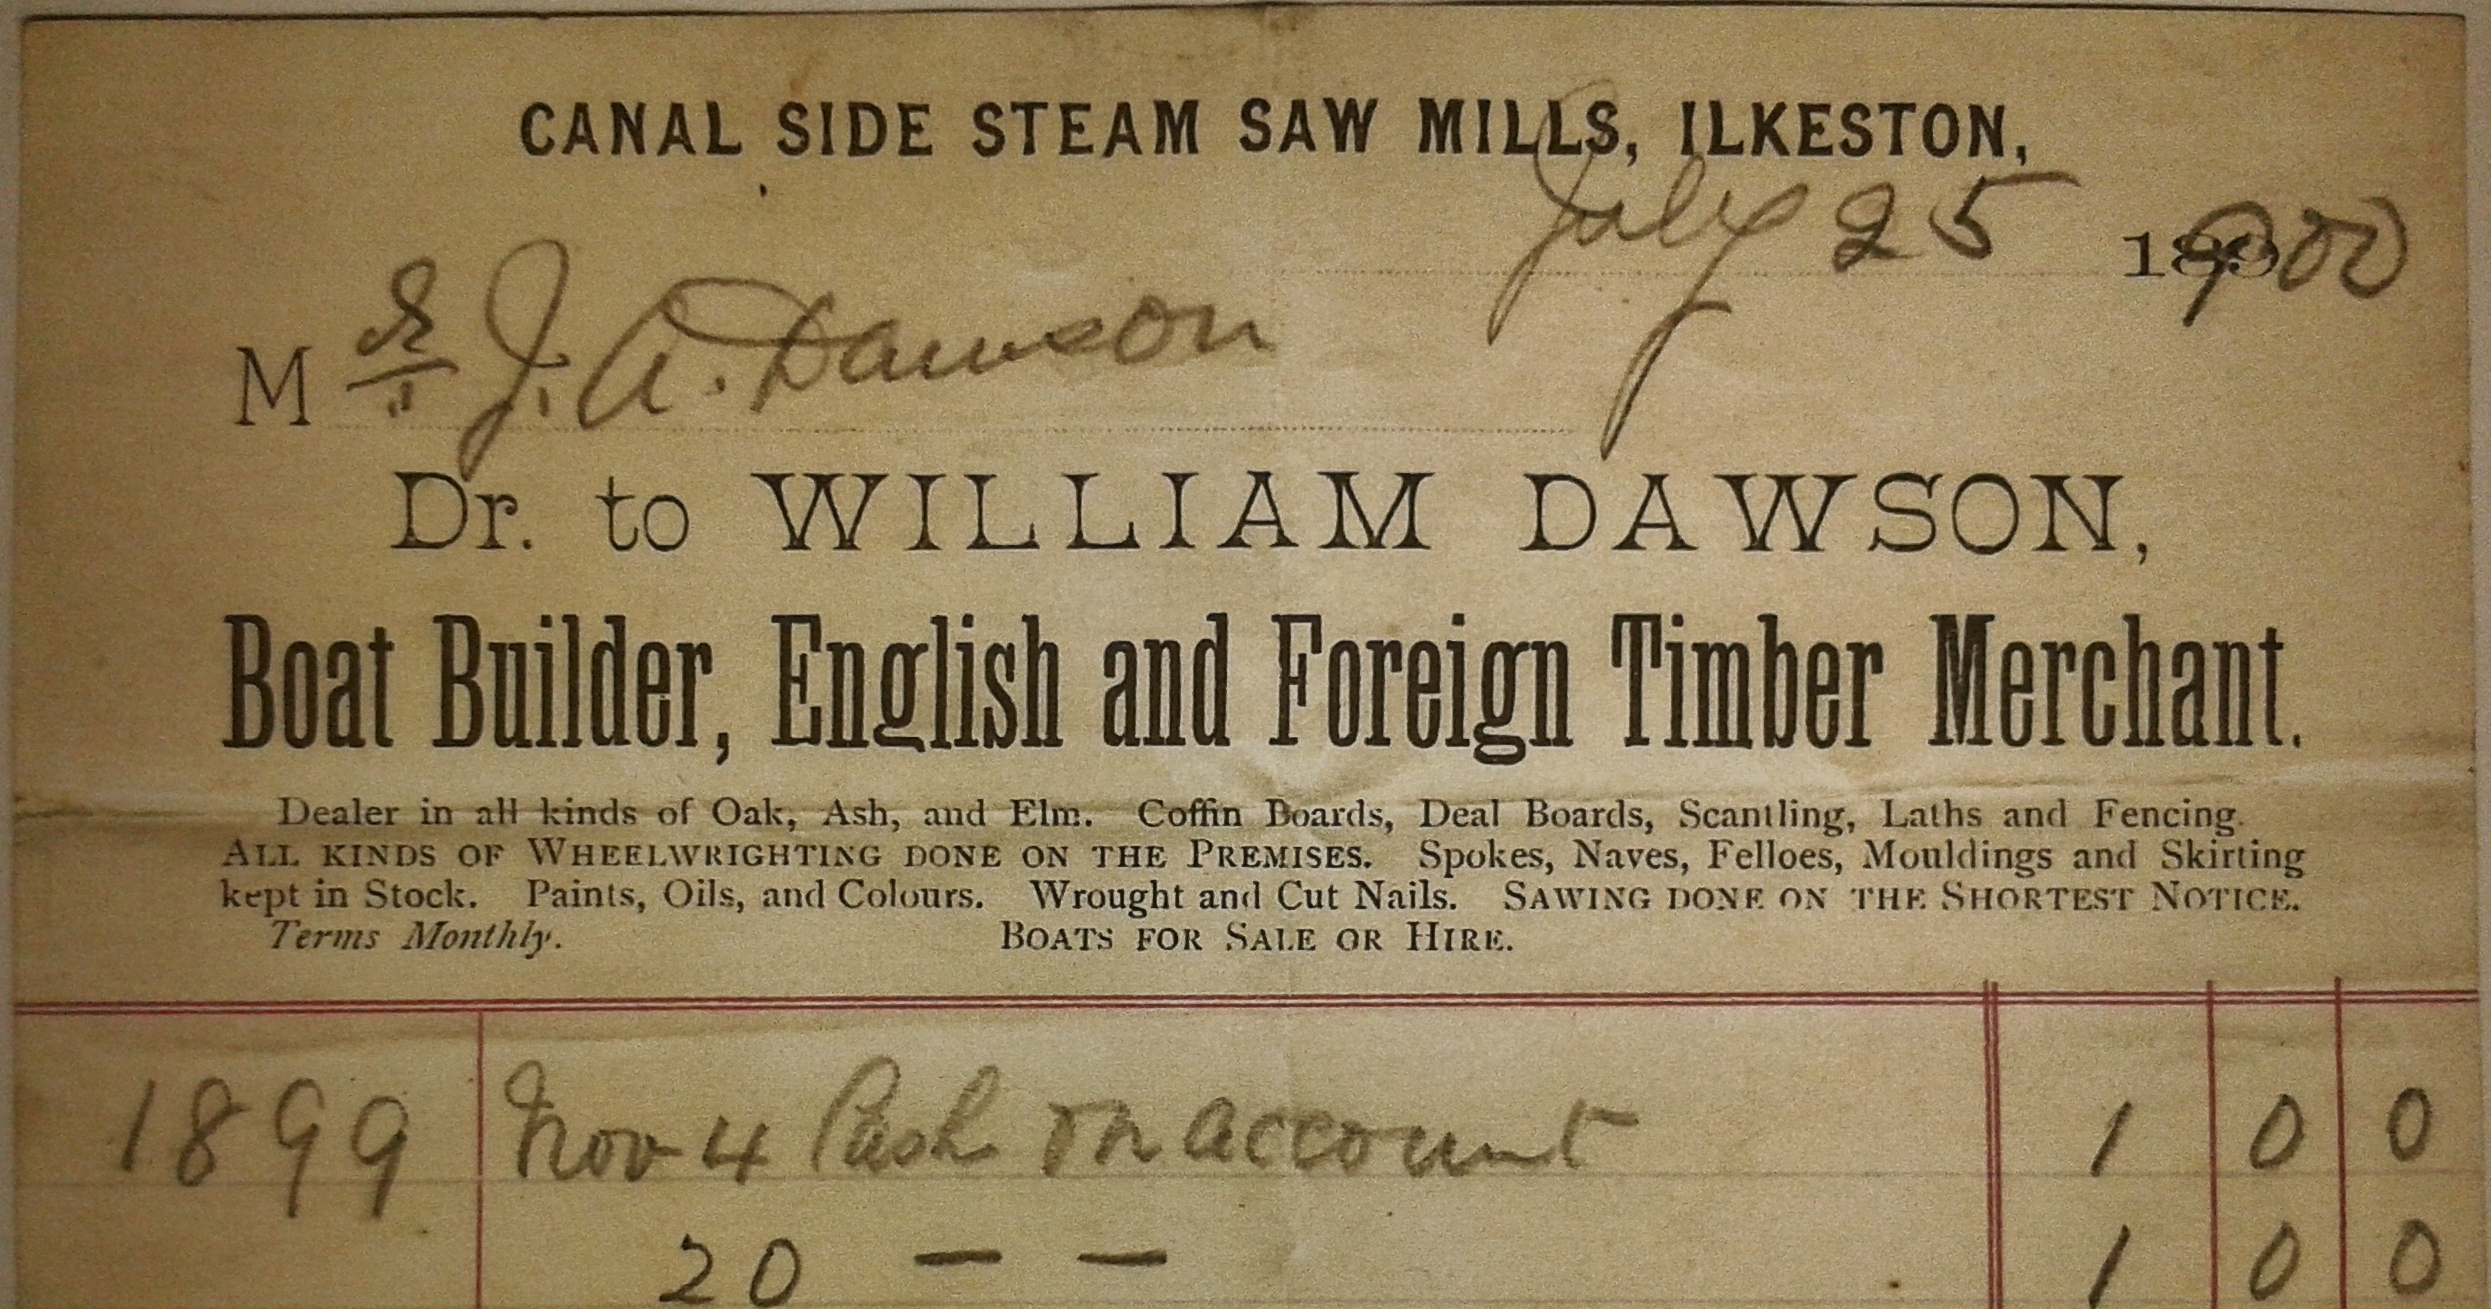 CANAL SIDE STEAM SAW MILLS, ILKESTON,
July 25 1900
Mr J. A. Dawson
Dr. to WILLIAM DAWSON,
Boat Builder, English and Foreign Timber Merchant.
Dealer in all kinds of Oak, Ash, and Elm. Coffin Boards, Deal Boards, Scantling, Laths and Fencing.
ALL KINDS OF WHEELWRIGHTING DONE ON THE PREMISES. Spokes, Naves, Felloes, Mouldings and Skirting
kept in Stock. Paints, Oils, and Colours. Wrought and Cut Nails. SAWING DONE ON THE SHORTEST NOTICE.
Terms Monthly. BOATS FOR SALE OR HIRE.
1899 Nov 4 Cash on account 1 0 0
20 — — 1 0 0